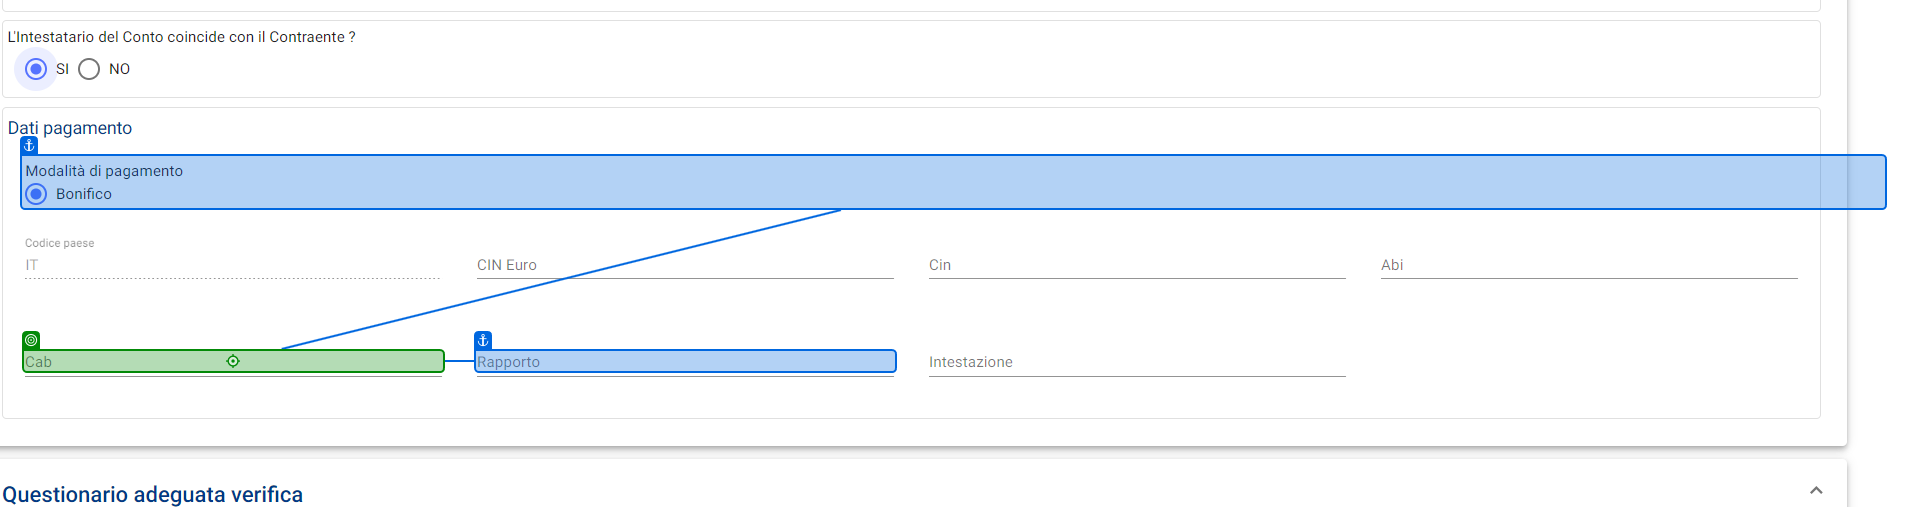 L'Intestatario del Conto coincide con il Contraente ?
SI NO
Dati pagamento
Modalità di pagamento
Bonifico
Codice paese
IT CIN Euro Cin Abi
Cab Rapporto Intestazione
Questionario adeguata verifica